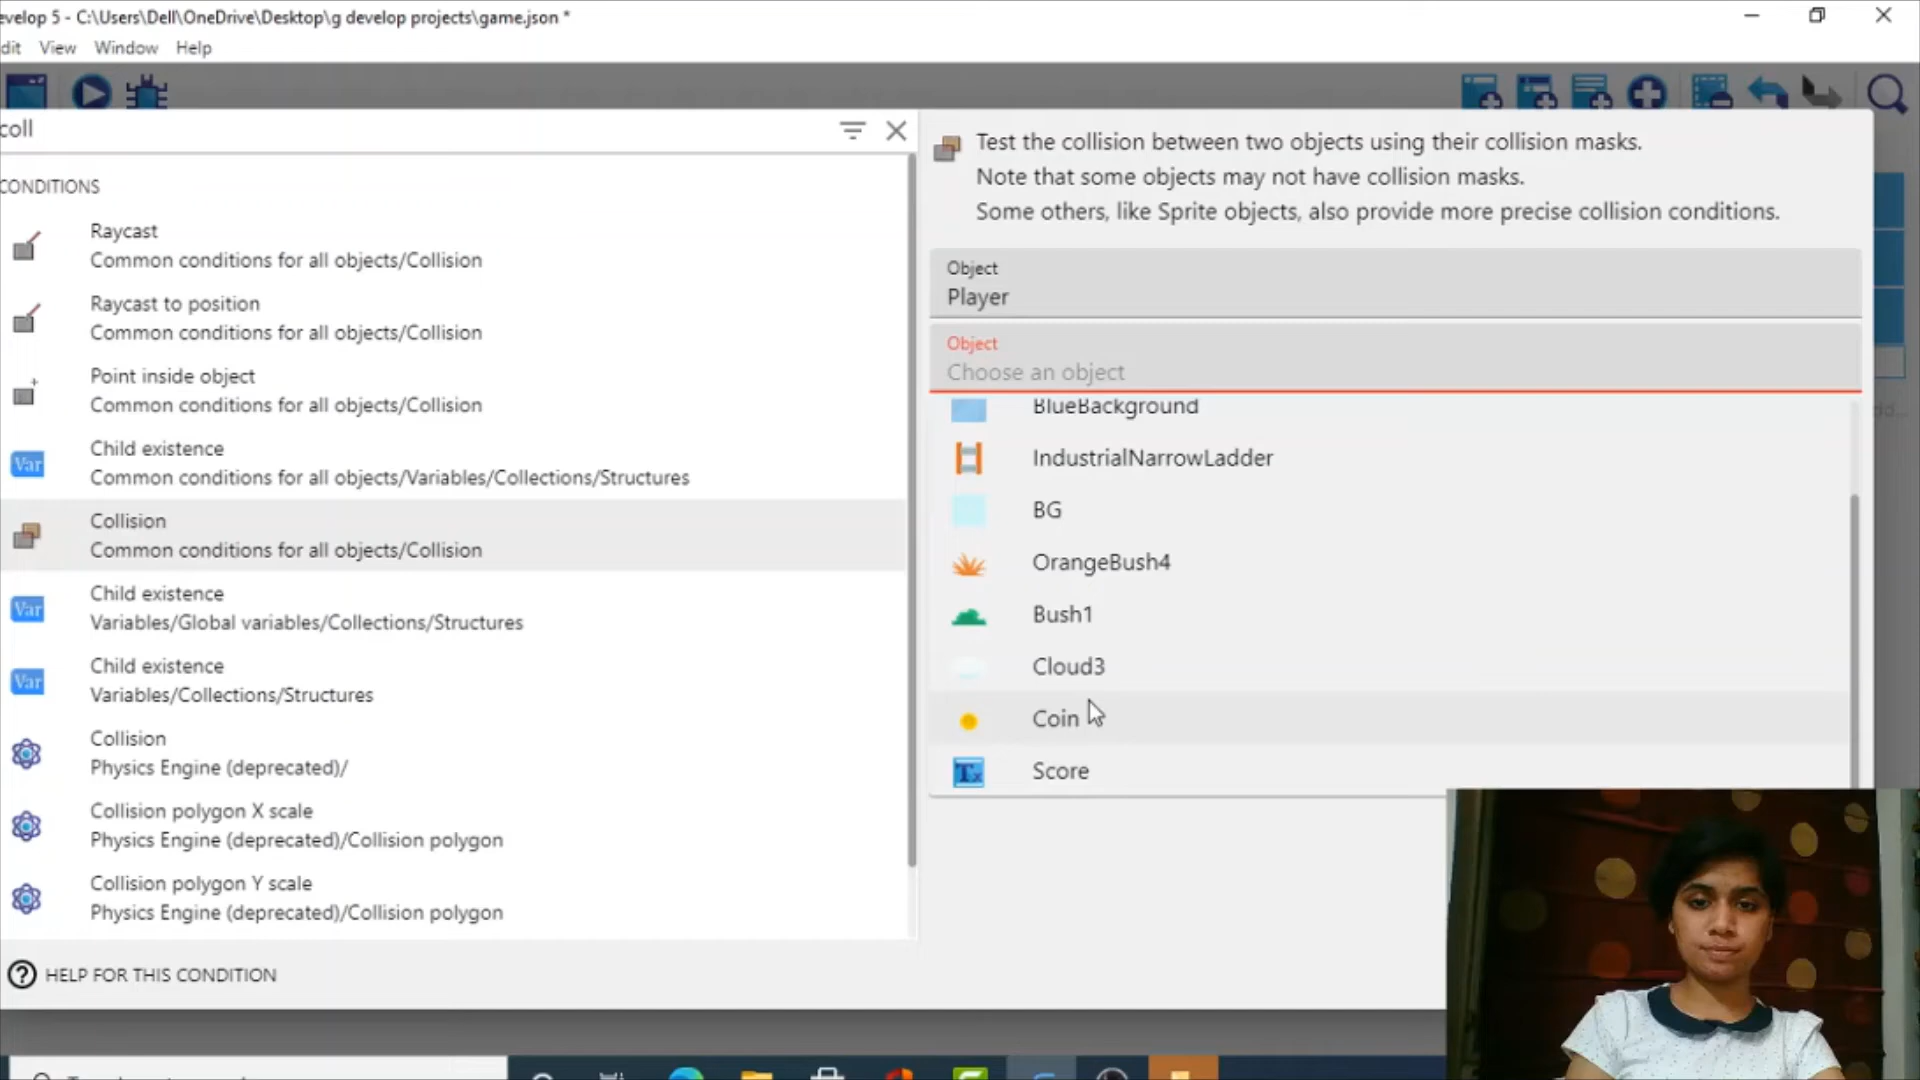 evelop 5 - C:\Users\Dell\OneDrive\Desktop\g develop projects\game.json *
dit View Window Help
coll
CONDITIONS
Raycast
Common conditions for all objects/Collision
Raycast to position
Common conditions for all objects/Collision
Point inside object
Common conditions for all objects/Collision
Var
Child existence
Common conditions for all objects/Variables/Collections/Structures
Collision
Common conditions for all objects/Collision
Var
Child existence
Variables/Global variables/Collections/Structures
Var
Child existence
Variables/Collections/Structures
Collision
Physics Engine (deprecated)/
Collision polygon X scale
Physics Engine (deprecated)/Collision polygon
Collision polygon Y scale
Physics Engine (deprecated)/Collision polygon
HELP FOR THIS CONDITION
Test the collision between two objects using their collision masks.
Note that some objects may not have collision masks.
Some others, like Sprite objects, also provide more precise collision conditions.
Object
Player
Object
Choose an object
BlueBackground
IndustrialNarrowLadder
BG
OrangeBush4
Bush1
Cloud3
Coin
Score